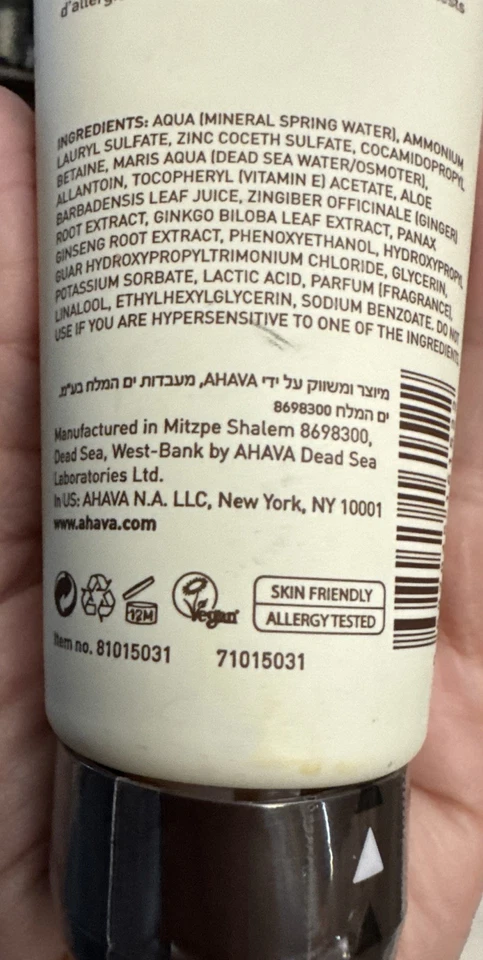 d'allerg
INGREDIENTS: AQUA (MINERAL SPRING WATER), AMMONIUM
LAURYL SULFATE, ZINC COCETH SULFATE, COCAMIDOPROPYL
BETAINE, MARIS AQUA (DEAD SEA WATER/OSMOTER),
ALLANTOIN, TOCOPHERYL (VITAMIN E) ACETATE, ALOE
BARBADENSIS LEAF JUICE, ZINGIBER OFFICINALE (GINGER)
ROOT EXTRACT, GINKGO BILOBA LEAF EXTRACT, PANAX
GINSENG ROOT EXTRACT, PHENOXYETHANOL, HYDROXYPROPYL
GUAR HYDROXYPROPYLTRIMONIUM CHLORIDE, GLYCERIN,
POTASSIUM SORBATE, LACTIC ACID, PARFUM (FRAGRANCE),
LINALOOL, ETHYLHEXYLGLYCERIN, SODIUM BENZOATE. DO NOT
USE IF YOU ARE HYPERSENSITIVE TO ONE OF THE INGREDIENTS
מיוצר ומשווק על ידי AHAVA, מעבדות ים המלח בע"מ.
ים המלח 8698300
Manufactured in Mitzpe Shalem 8698300,
Dead Sea, West-Bank by AHAVA Dead Sea
Laboratories Ltd.
In US: AHAVA N.A. LLC, New York, NY 10001
www.ahava.com
12M
Vegan
SKIN FRIENDLY
ALLERGY TESTED
Item no. 81015031 71015031